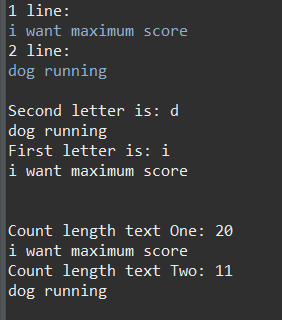 1 line:
i want maximum score
2 line:
dog running
Second letter is: d
dog running
First letter is: i
i want maximum score
Count length text One: 20
i want maximum score
Count length text Two: 11
dog running